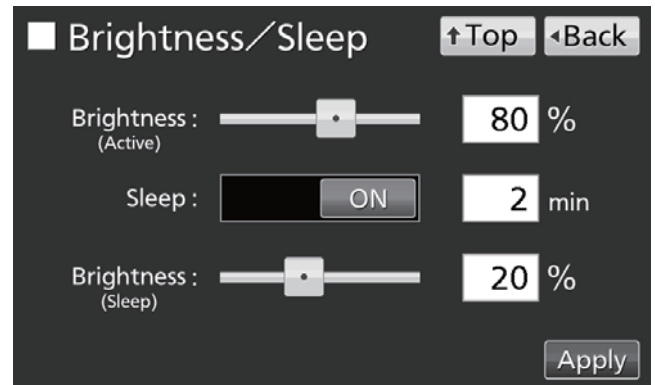 Brightness／Sleep
↑Top
◂Back
Brightness : 80 %
(Active)
Sleep : ON 2 min
Brightness : 20 %
(Sleep)
Apply